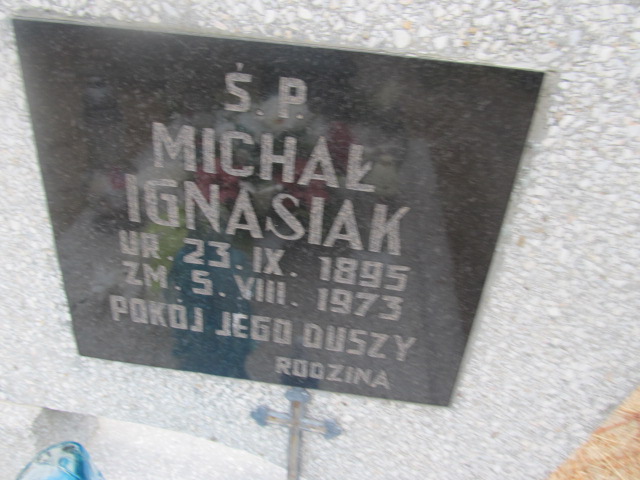 Ś.P.
MICHAŁ
IGNASIAK
UR. 23.IX. 1895
ZM. 5.VIII. 1973
POKÓJ JEGO DUSZY
RODZINA